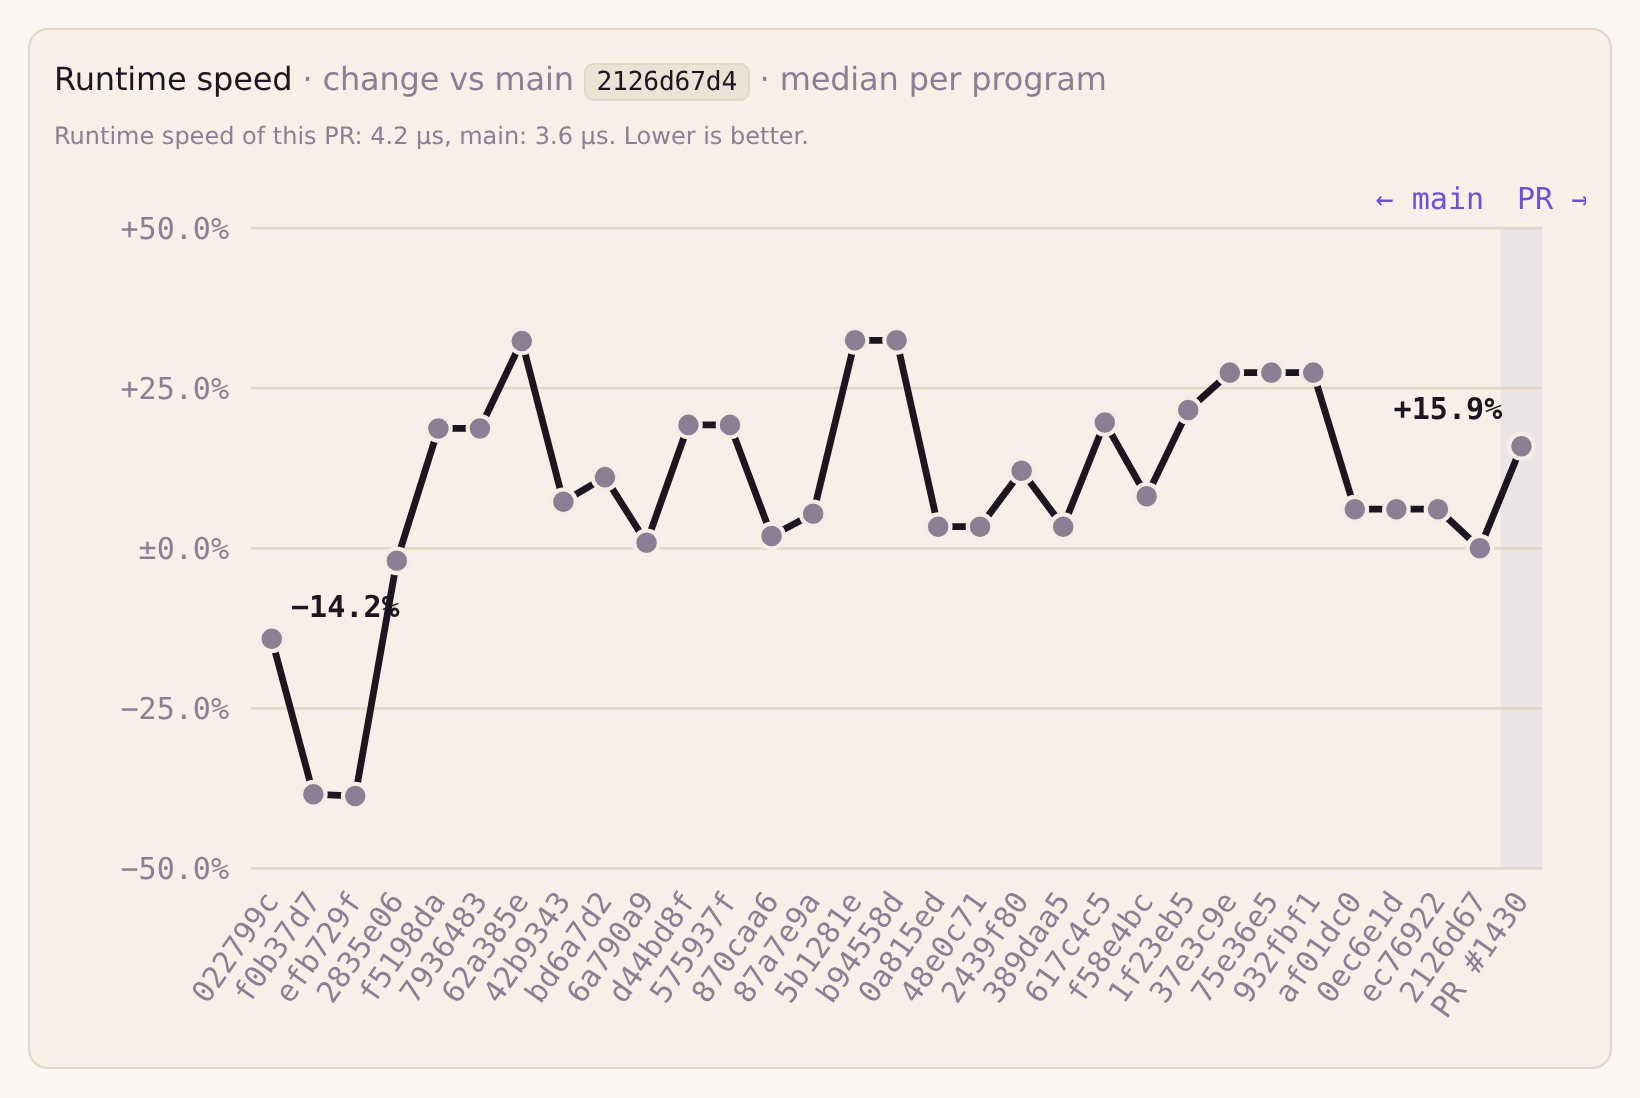 Runtime speed · change vs main 2126d67d4 · median per program
Runtime speed of this PR: 4.2 µs, main: 3.6 µs. Lower is better.
← main PR →
+50.0%
+25.0%
+15.9%
±0.0%
−14.2%
−25.0%
−50.0%
022799c
f0b37d7
efb729f
2835e06
f5198da
7936483
62a385e
42b9343
bd6a7d2
6a790a9
d44bd8f
575937f
870caa6
87a7e9a
5b1281e
b94558d
0a815ed
48e0c71
2439f80
389daa5
617c4c5
f58e4bc
1f23eb5
37e3c9e
75e36e5
932fbf1
af01dc0
0ec6e1d
ec76922
2126d67
PR #1430